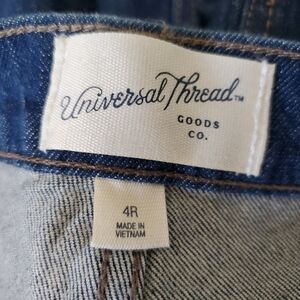 Universal Thread™
GOODS
CO.
4R
MADE IN
VIETNAM